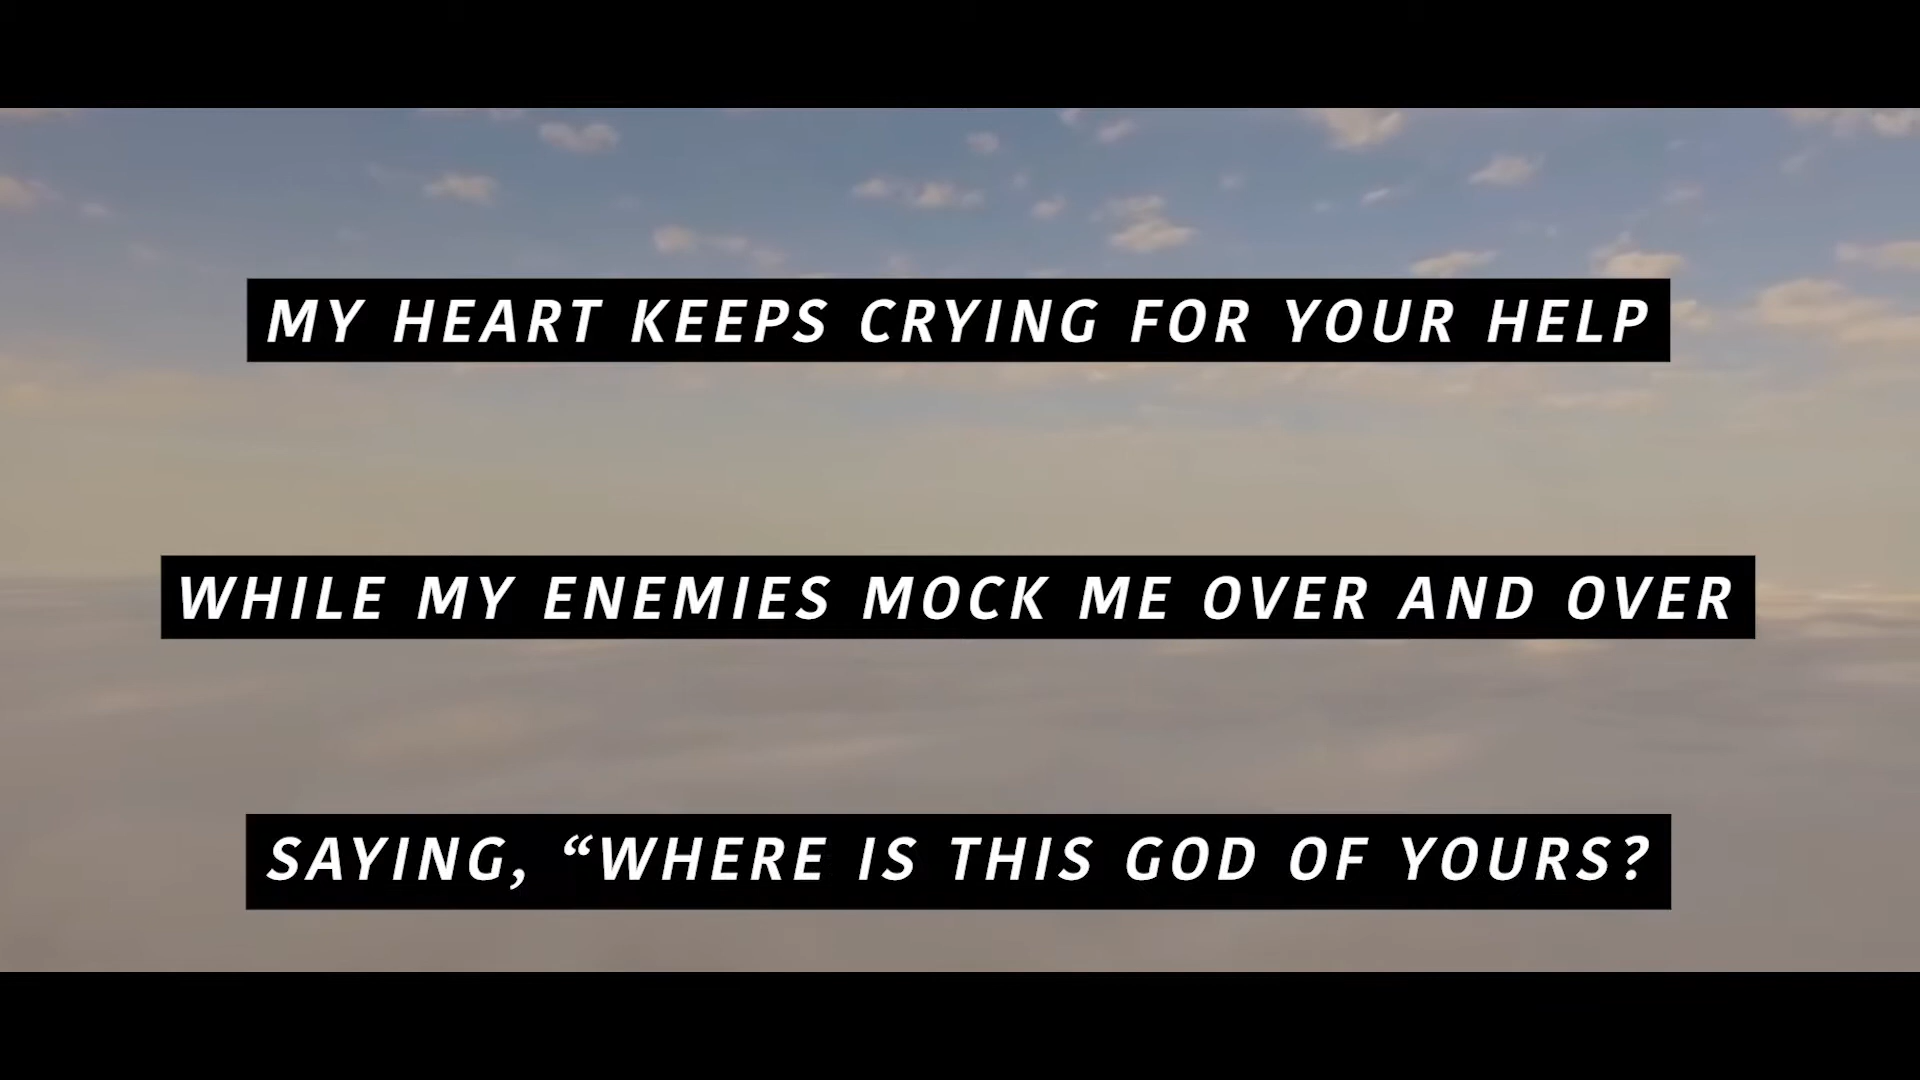 MY HEART KEEPS CRYING FOR YOUR HELP
WHILE MY ENEMIES MOCK ME OVER AND OVER
SAYING, “WHERE IS THIS GOD OF YOURS?